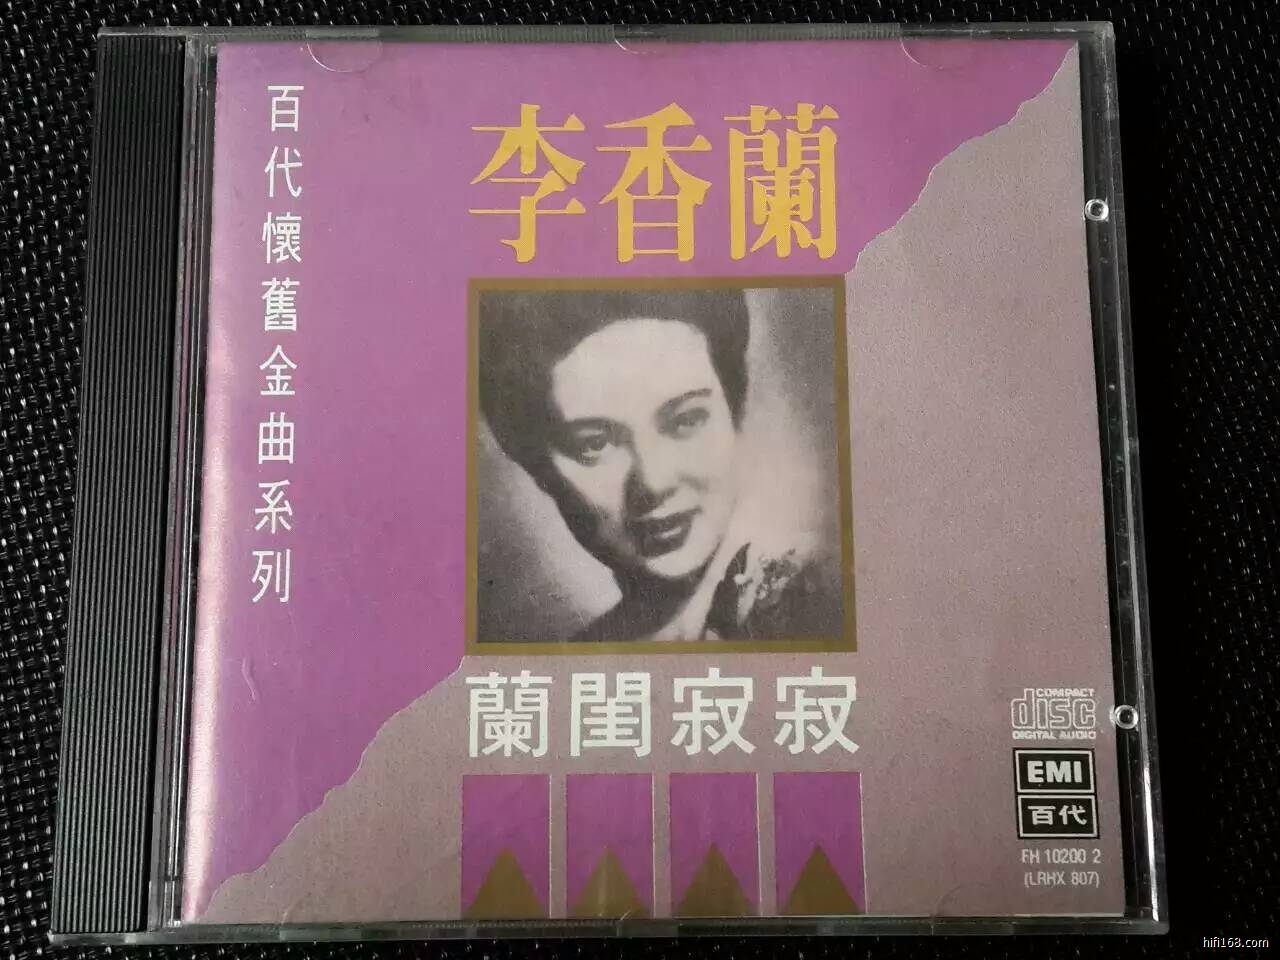 百代懷舊金曲系列
李香蘭
蘭閨寂寂
COMPACT
disc
DIGITAL AUDIO
EMI
百代
FH 10200 2
(LRHX 807)
hifi168.com